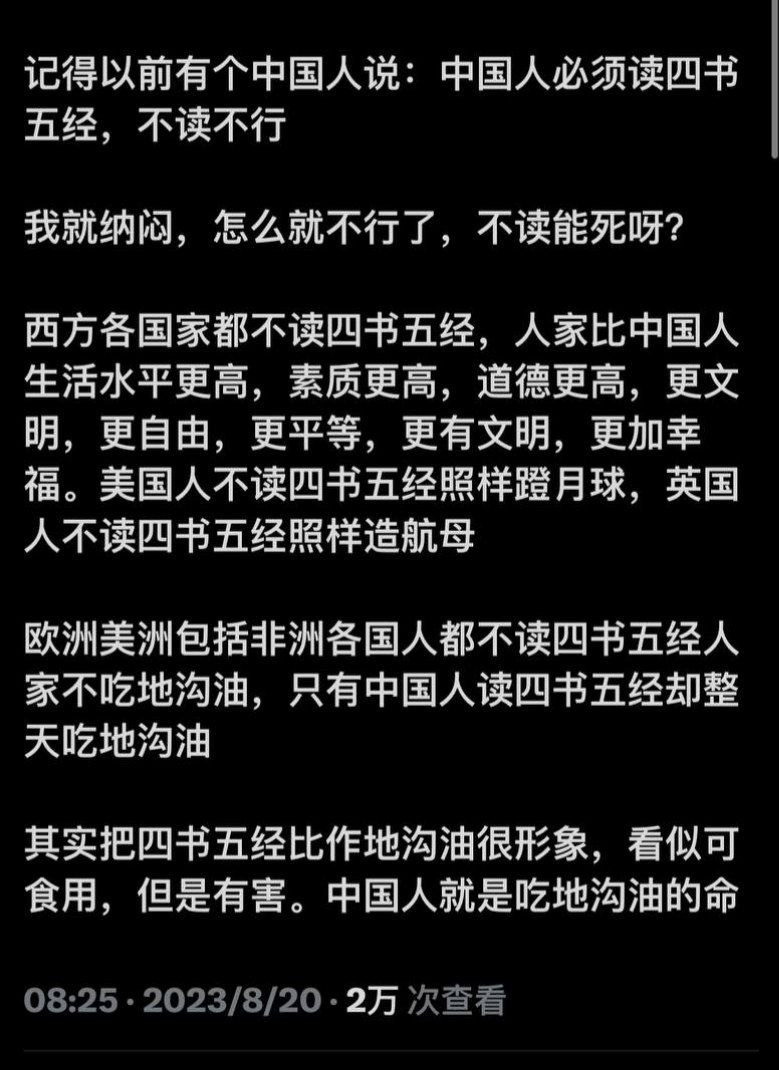 记得以前有个中国人说：中国人必须读四书
五经，不读不行
我就纳闷，怎么就不行了，不读能死呀？
西方各国家都不读四书五经，人家比中国人
生活水平更高，素质更高，道德更高，更文
明，更自由，更平等，更有文明，更加幸
福。美国人不读四书五经照样蹬月球，英国
人不读四书五经照样造航母
欧洲美洲包括非洲各国人都不读四书五经人
家不吃地沟油，只有中国人读四书五经却整
天吃地沟油
其实把四书五经比作地沟油很形象，看似可
食用，但是有害。中国人就是吃地沟油的命
08:25 · 2023/8/20 · 2万 次查看